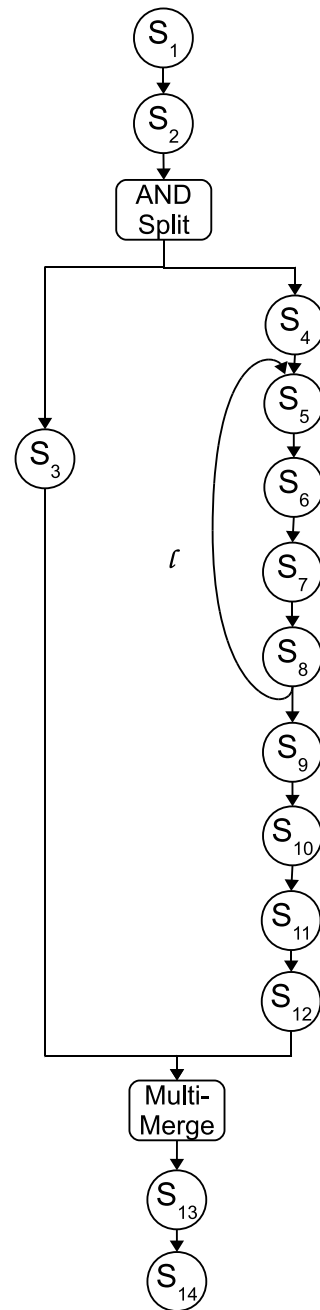 S1
S2
AND
Split
S4
S5
S3
S6
l
S7
S8
S9
S10
S11
S12
Multi-
Merge
S13
S14